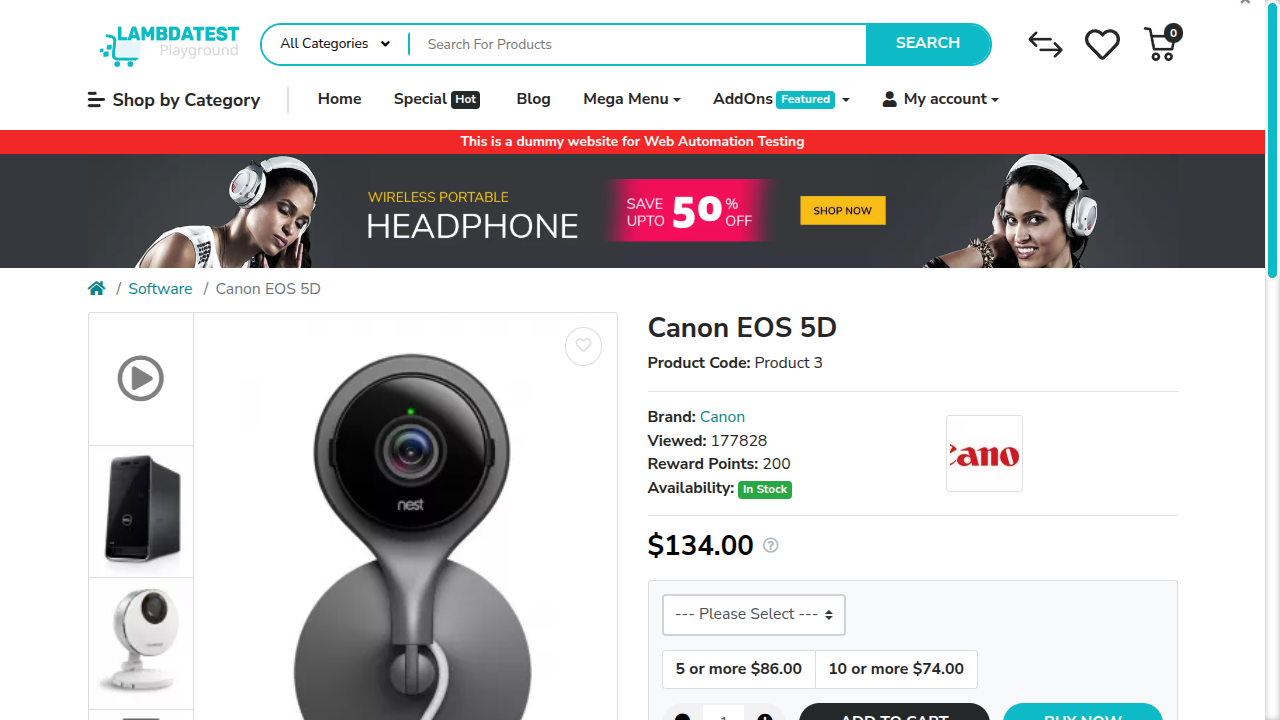 LAMBDATEST
Playground
All Categories
Search For Products
SEARCH
0
Shop by Category
Home
Special Hot
Blog
Mega Menu
AddOns Featured
My account
This is a dummy website for Web Automation Testing
WIRELESS PORTABLE
HEADPHONE
SAVE
UPTO
50
%
OFF
SHOP NOW
/ Software / Canon EOS 5D
Canon EOS 5D
Product Code: Product 3
Brand: Canon
Viewed: 177828
Reward Points: 200
Availability: In Stock
Cano
$134.00
nest
--- Please Select ---
5 or more $86.00
10 or more $74.00
1
ADD TO CART
BUY NOW